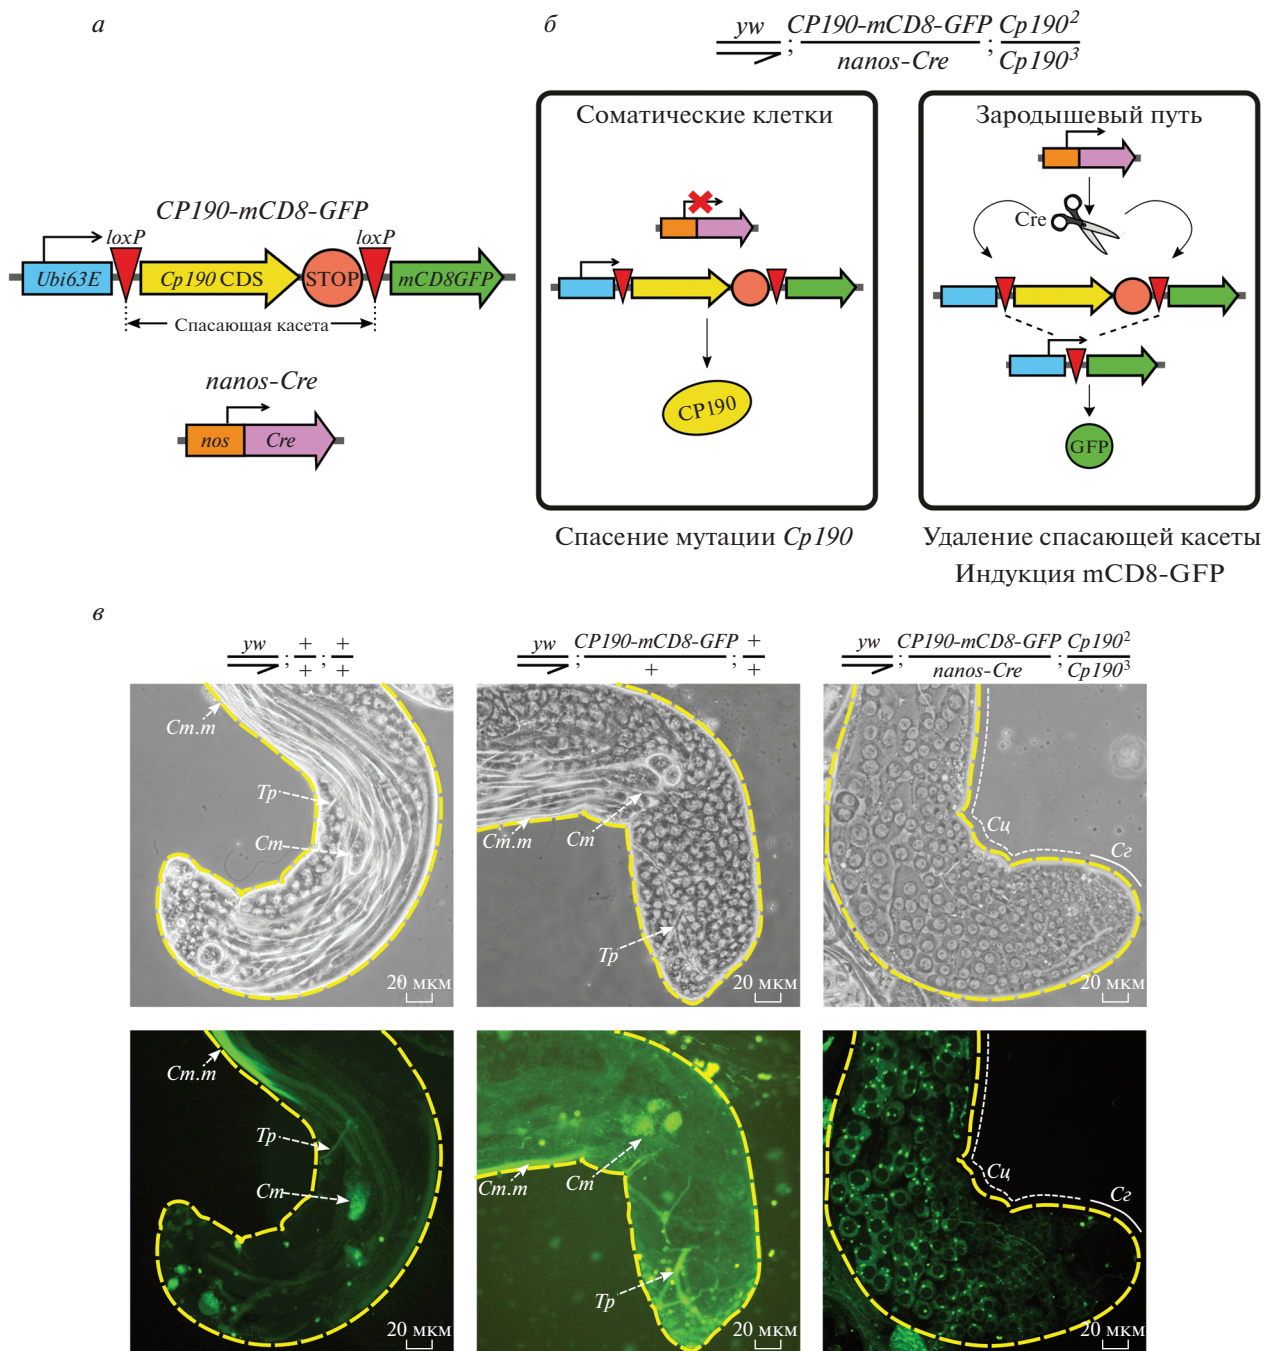 а
CP190-mCD8-GFP
loxP
loxP
Ubi63E
Cp190 CDS
STOP
mCD8GFP
Спасающая касета
nanos-Cre
nos
Cre
б
yw ; CP190-mCD8-GFP ; Cp190²
nanos-Cre Cp190³
Соматические клетки
CP190
Спасение мутации Cp190
Зародышевый путь
Cre
GFP
Удаление спасающей касеты
Индукция mCD8-GFP
в
yw ; + ; +
+ +
yw ; CP190-mCD8-GFP ; +
+ +
yw ; CP190-mCD8-GFP ; Cp190²
nanos-Cre Cp190³
Ст.т
Тр
Ст
20 мкм
Ст.т
Ст
Тр
20 мкм
Сц
Сг
20 мкм
Ст.т
Тр
Ст
20 мкм
Ст.т
Ст
Тр
20 мкм
Сц
Сг
20 мкм